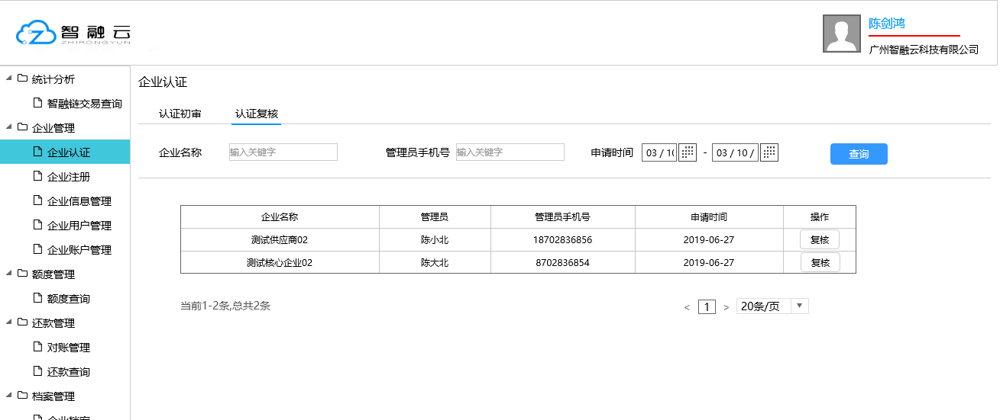 智融云
ZHIRONGYUN
陈剑鸿
广州智融云科技有限公司
统计分析
智融链交易查询
企业管理
企业认证
企业注册
企业信息管理
企业用户管理
企业账户管理
额度管理
额度查询
还款管理
对账管理
还款查询
档案管理
企业档案
企业认证
认证初审 认证复核
企业名称 输入关键字 管理员手机号 输入关键字 申请时间 03 / 10 - 03 / 10 / 查询
企业名称 管理员 管理员手机号 申请时间 操作
测试供应商02 陈小北 18702836856 2019-06-27 复核
测试核心企业02 陈大北 8702836854 2019-06-27 复核
当前1-2条,总共2条 < 1 > 20条/页